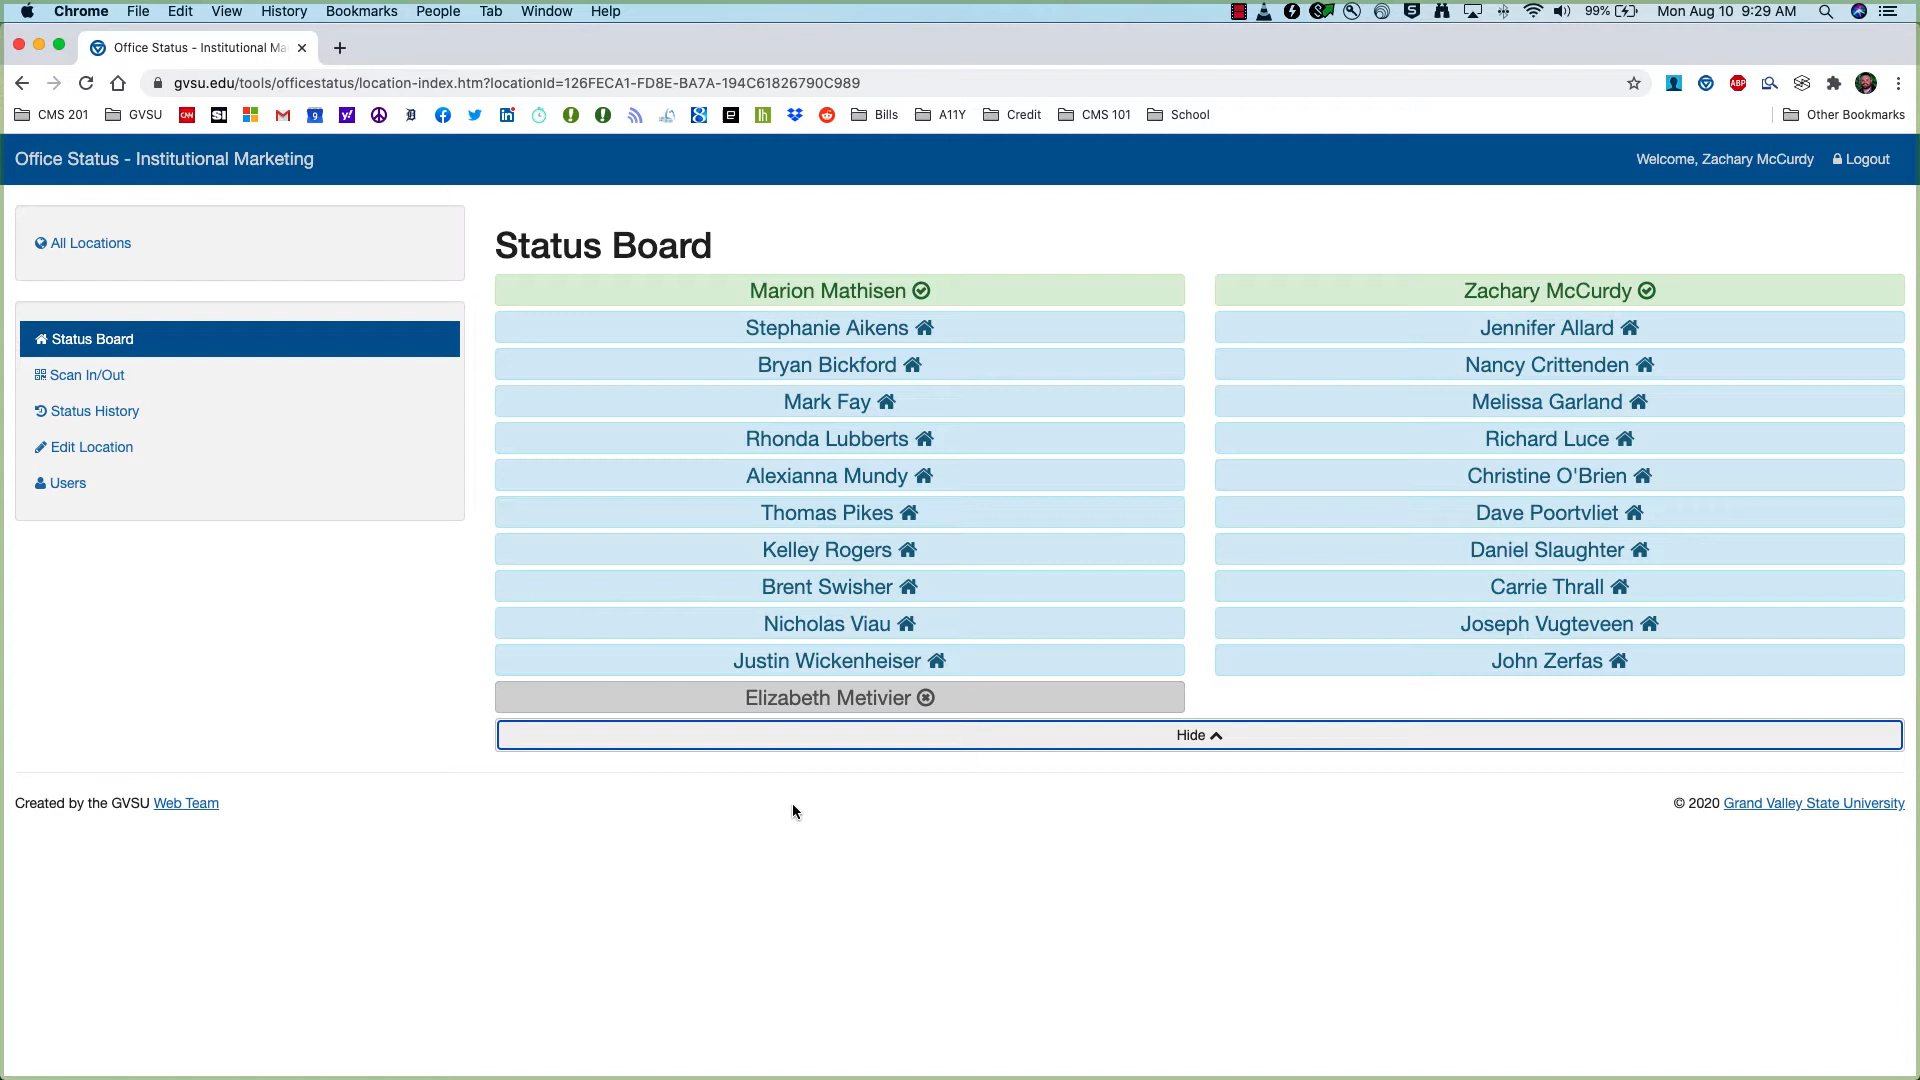 Chrome File Edit View History Bookmarks People Tab Window Help 99% Mon Aug 10 9:29 AM
Office Status - Institutional Ma
gvsu.edu/tools/officestatus/location-index.htm?locationId=126FECA1-FD8E-BA7A-194C61826790C989
CMS 201 GVSU Bills A11Y Credit CMS 101 School Other Bookmarks
Office Status - Institutional Marketing Welcome, Zachary McCurdy Logout
All Locations
Status Board
Scan In/Out
Status History
Edit Location
Users
Status Board
Marion Mathisen Zachary McCurdy
Stephanie Aikens Jennifer Allard
Bryan Bickford Nancy Crittenden
Mark Fay Melissa Garland
Rhonda Lubberts Richard Luce
Alexianna Mundy Christine O'Brien
Thomas Pikes Dave Poortvliet
Kelley Rogers Daniel Slaughter
Brent Swisher Carrie Thrall
Nicholas Viau Joseph Vugteveen
Justin Wickenheiser John Zerfas
Elizabeth Metivier
Hide
Created by the GVSU Web Team © 2020 Grand Valley State University